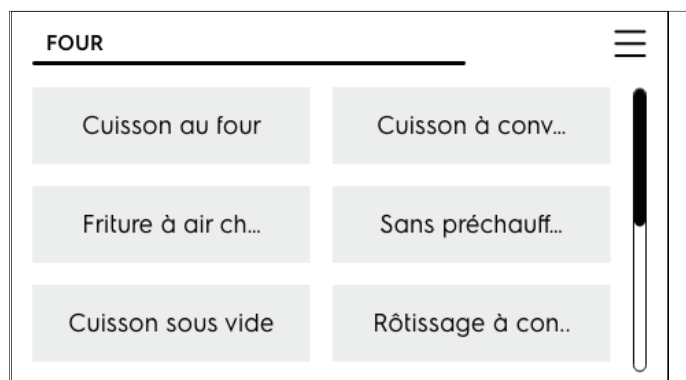 FOUR
Cuisson au four
Cuisson à conv...
Friture à air ch...
Sans préchauff...
Cuisson sous vide
Rôtissage à con..